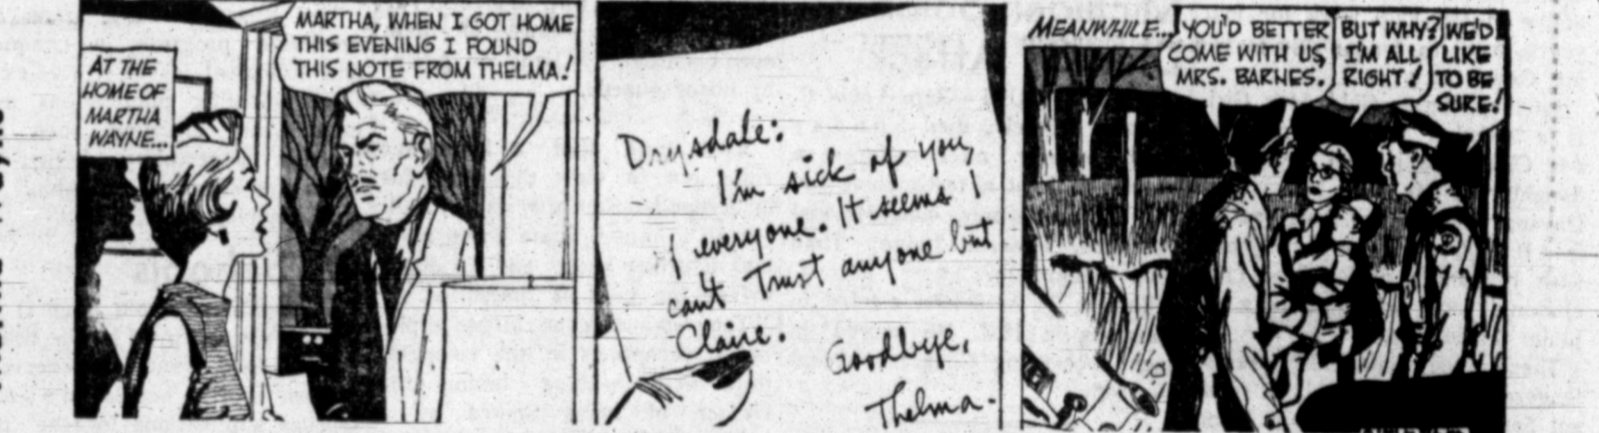 AT THE
HOME OF
MARTHA
WAYNE...
MARTHA, WHEN I GOT HOME
THIS EVENING I FOUND
THIS NOTE FROM THELMA!
Drysdale:
I'm sick of you,
everyone. It seems I
can't trust anyone but
Claire.
Goodbye,
Thelma.
MEANWHILE...
YOU'D BETTER
COME WITH US,
MRS. BARNES.
BUT WHY?
I'M ALL
RIGHT!
WE'D
LIKE
TO BE
SURE!